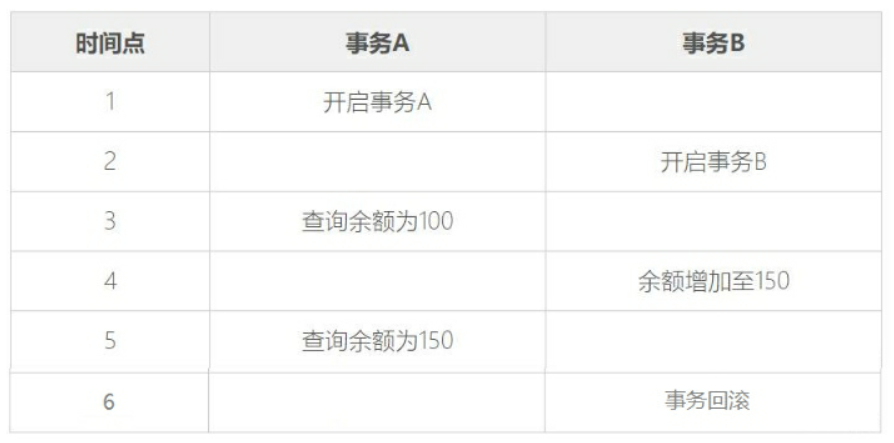 时间点 事务A 事务B
1 开启事务A
2 开启事务B
3 查询余额为100
4 余额增加至150
5 查询余额为150
6 事务回滚